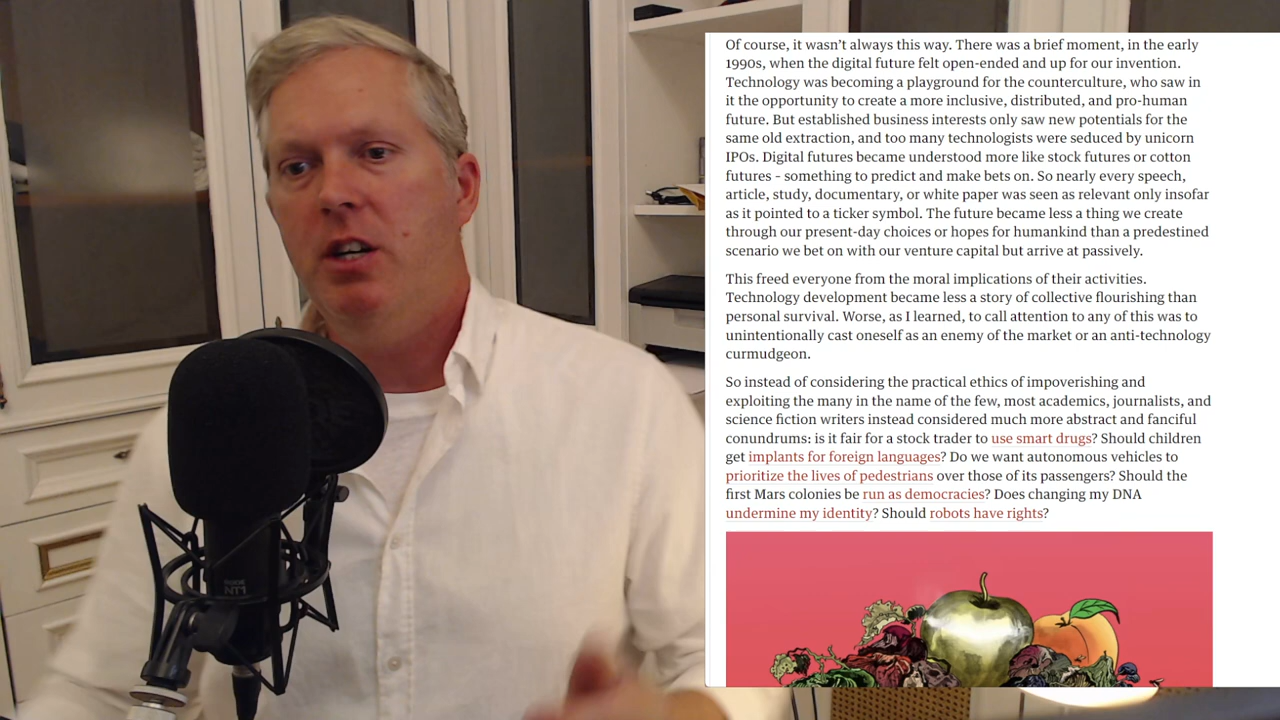 Of course, it wasn’t always this way. There was a brief moment, in the early
1990s, when the digital future felt open-ended and up for our invention.
Technology was becoming a playground for the counterculture, who saw in
it the opportunity to create a more inclusive, distributed, and pro-human
future. But established business interests only saw new potentials for the
same old extraction, and too many technologists were seduced by unicorn
IPOs. Digital futures became understood more like stock futures or cotton
futures – something to predict and make bets on. So nearly every speech,
article, study, documentary, or white paper was seen as relevant only insofar
as it pointed to a ticker symbol. The future became less a thing we create
through our present-day choices or hopes for humankind than a predestined
scenario we bet on with our venture capital but arrive at passively.
This freed everyone from the moral implications of their activities.
Technology development became less a story of collective flourishing than
personal survival. Worse, as I learned, to call attention to any of this was to
unintentionally cast oneself as an enemy of the market or an anti-technology
curmudgeon.
So instead of considering the practical ethics of impoverishing and
exploiting the many in the name of the few, most academics, journalists, and
science fiction writers instead considered much more abstract and fanciful
conundrums: is it fair for a stock trader to use smart drugs? Should children
get implants for foreign languages? Do we want autonomous vehicles to
prioritize the lives of pedestrians over those of its passengers? Should the
first Mars colonies be run as democracies? Does changing my DNA
undermine my identity? Should robots have rights?
RODE
NT1